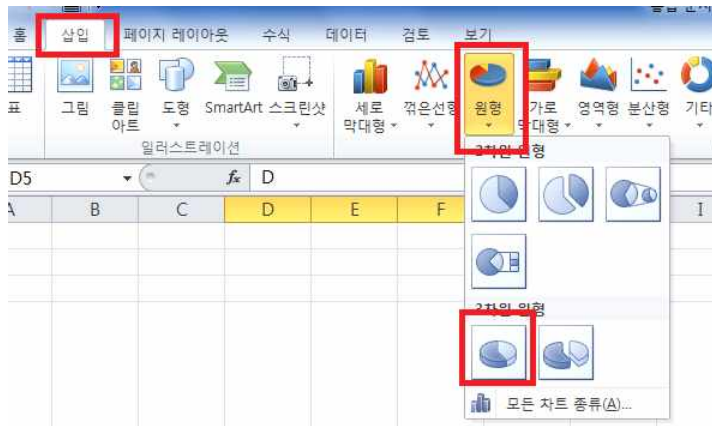 홈 삽입 페이지 레이아웃 수식 데이터 검토 보기
표 그림 클립 아트 도형 SmartArt 스크린샷 세로 막대형 꺾은선형 원형 가로 막대형 영역형 분산형 기타
일러스트레이션
D5 fx D
2차원 원형
A B C D E F I
3차원 원형
모든 차트 종류(A)...